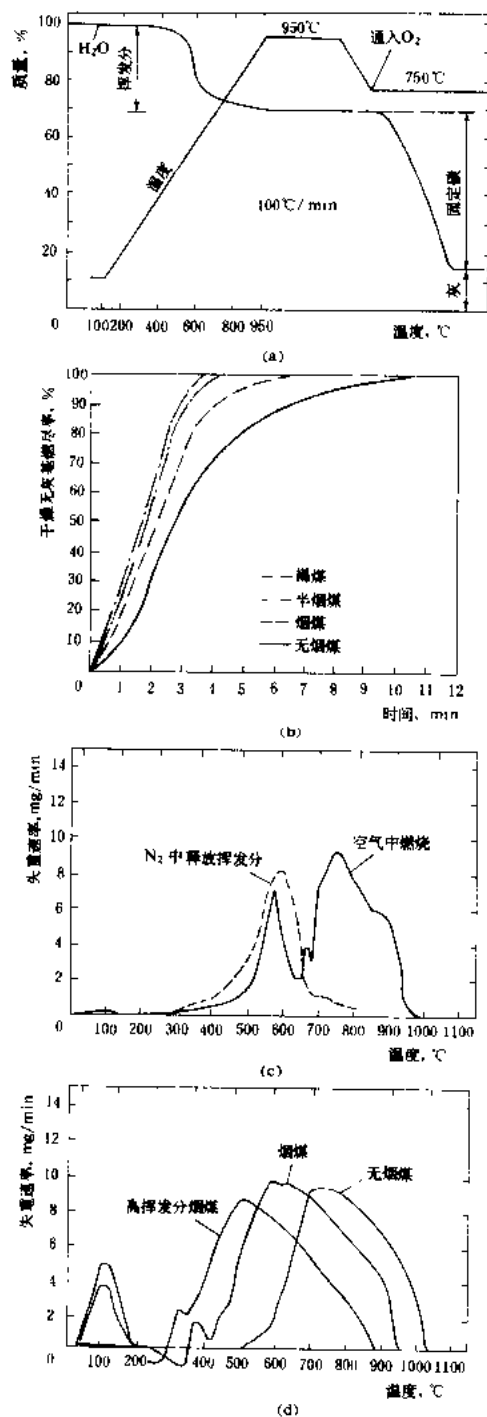 100
80
60
40
20
0
质量, %
H₂O
挥发分
温度
950℃
通入O₂
750℃
100℃/min
固定碳
灰
100 200 400 600 800 950
温度, ℃
(a)
100
90
80
70
60
50
40
30
20
10
0
干燥无灰基燃尽率, %
褐煤
半烟煤
烟煤
无烟煤
1 2 3 4 5 6 7 8 9 10 11 12
时间, min
(b)
14
12
10
8
6
4
2
0
失重速率, mg/min
N₂中释放挥发分
空气中燃烧
100 200 300 400 500 600 700 800 900 1000 1100
温度, ℃
(c)
14
12
10
8
6
4
2
0
失重速率, mg/min
高挥发分烟煤
烟煤
无烟煤
100 200 400 500 600 700 800 900 1000 1100
温度, ℃
(d)